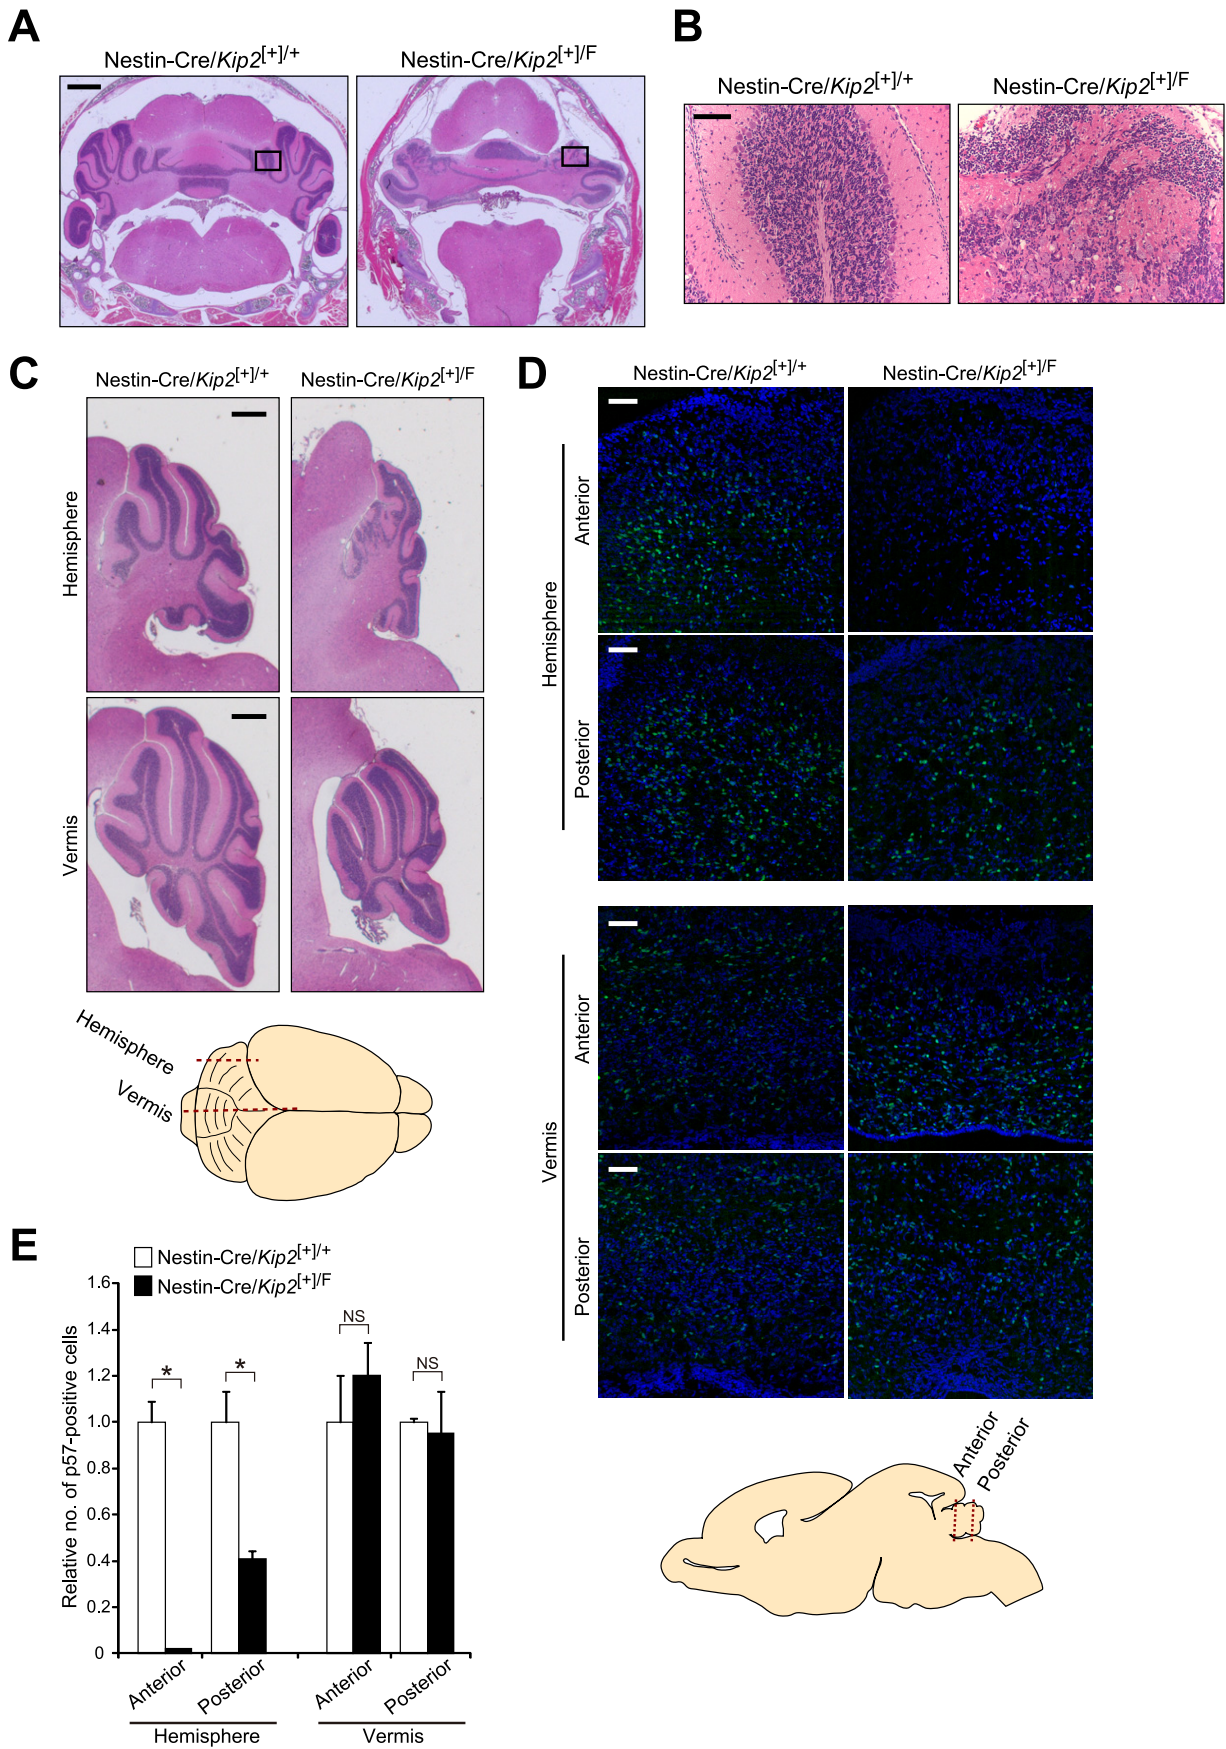 A
Nestin-Cre/Kip2[+]/+
Nestin-Cre/Kip2[+]/F
B
Nestin-Cre/Kip2[+]/+
Nestin-Cre/Kip2[+]/F
C
Nestin-Cre/Kip2[+]/+
Nestin-Cre/Kip2[+]/F
Hemisphere
Vermis
Hemisphere
Vermis
D
Nestin-Cre/Kip2[+]/+
Nestin-Cre/Kip2[+]/F
Hemisphere
Anterior
Posterior
Vermis
Anterior
Posterior
Anterior
Posterior
E
Nestin-Cre/Kip2[+]/+
Nestin-Cre/Kip2[+]/F
Relative no. of p57-positive cells
1.6
1.4
1.2
1.0
0.8
0.6
0.4
0.2
0
*
*
NS
NS
Anterior
Posterior
Anterior
Posterior
Hemisphere
Vermis